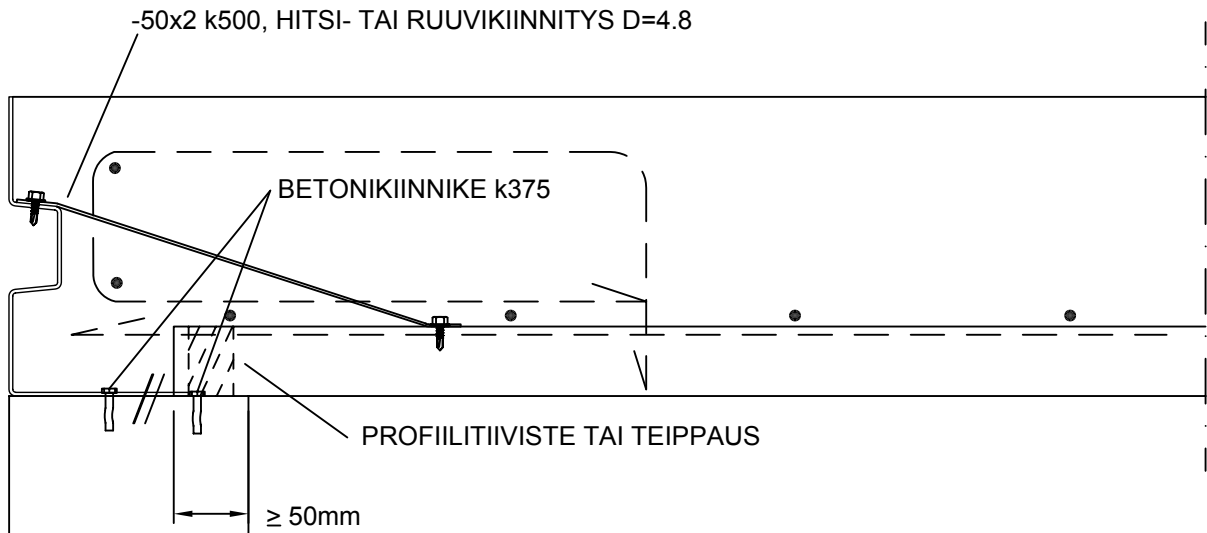 -50x2 k500, HITSI- TAI RUUVIKIINNITYS D=4.8
BETONIKIINNIKE k375
PROFIILITIIVISTE TAI TEIPPAUS
≥ 50mm